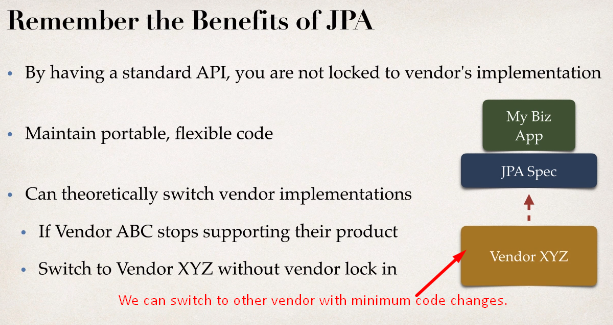 Remember the Benefits of JPA
• By having a standard API, you are not locked to vendor's implementation
• Maintain portable, flexible code
• Can theoretically switch vendor implementations
• If Vendor ABC stops supporting their product
• Switch to Vendor XYZ without vendor lock in
My Biz
App
JPA Spec
Vendor XYZ
We can switch to other vendor with minimum code changes.